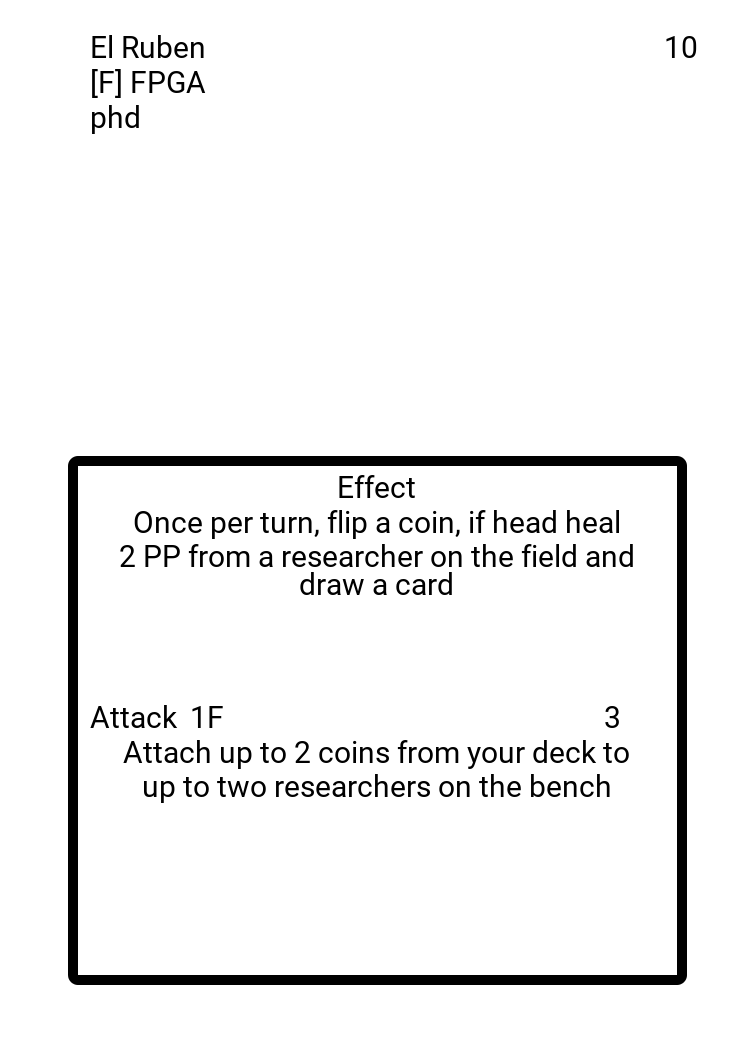 El Ruben 10
[F] FPGA
phd
Effect
Once per turn, flip a coin, if head heal
2 PP from a researcher on the field and
draw a card
Attack 1F 3
Attach up to 2 coins from your deck to
up to two researchers on the bench